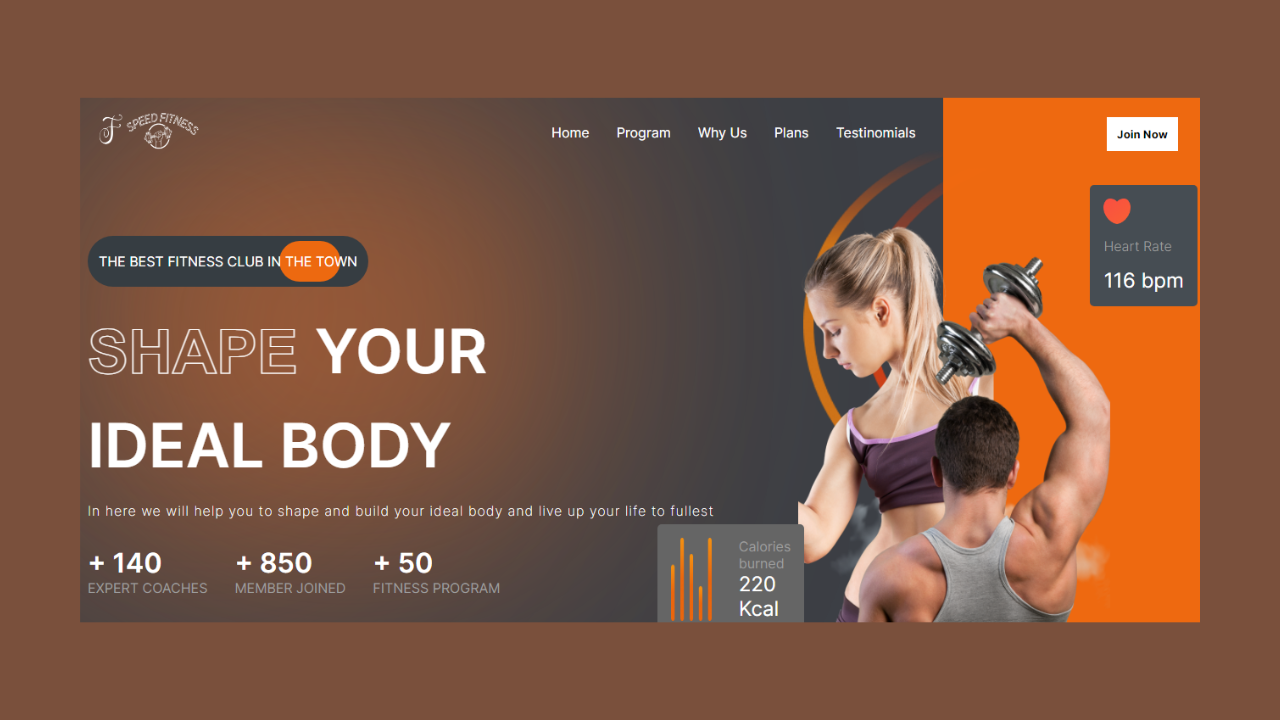 F SPEED FITNESS
Home Program Why Us Plans Testinomials
Join Now
Heart Rate
116 bpm
THE BEST FITNESS CLUB IN THE TOWN
SHAPE YOUR
IDEAL BODY
In here we will help you to shape and build your ideal body and live up your life to fullest
+ 140
EXPERT COACHES
+ 850
MEMBER JOINED
+ 50
FITNESS PROGRAM
Calories
burned
220
Kcal